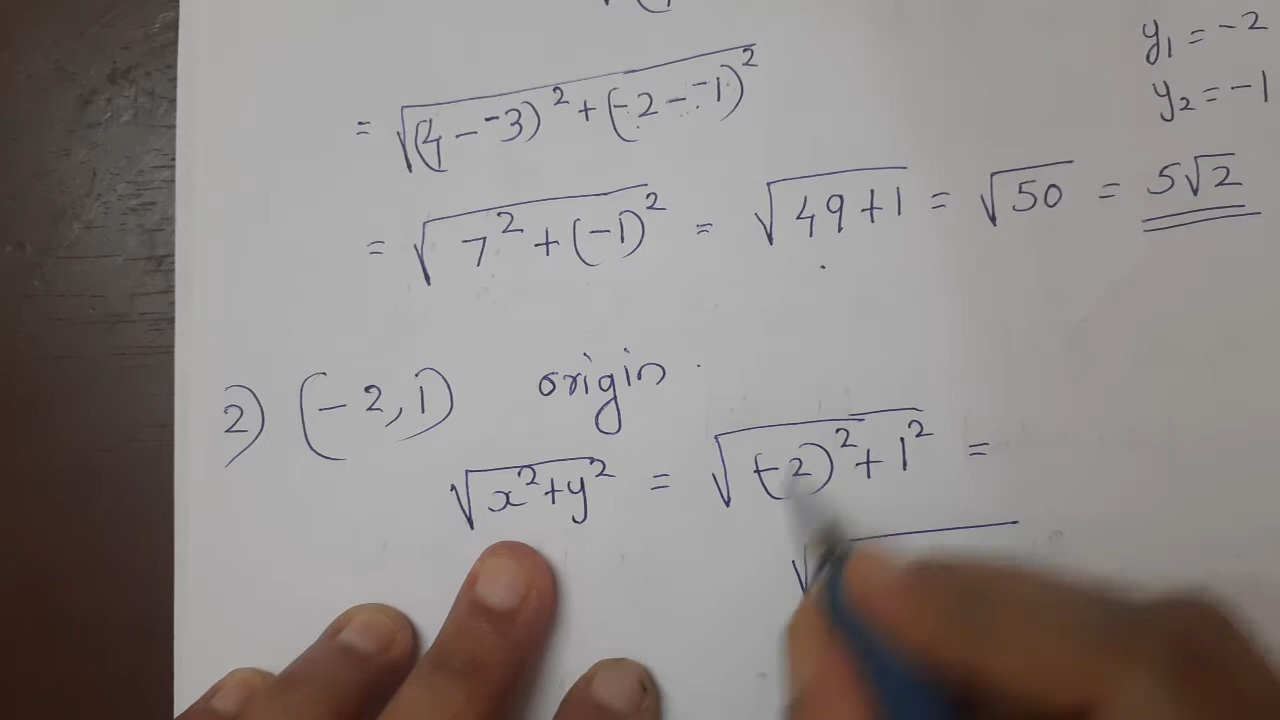 y₁ = -2
y₂ = -1
= √(4 - -3)² + (-2 - -1)²
= √7² + (-1)² = √49+1 = √50 = 5√2
2) (-2, 1) origin.
√x²+y² = √(-2)² + 1² =
√